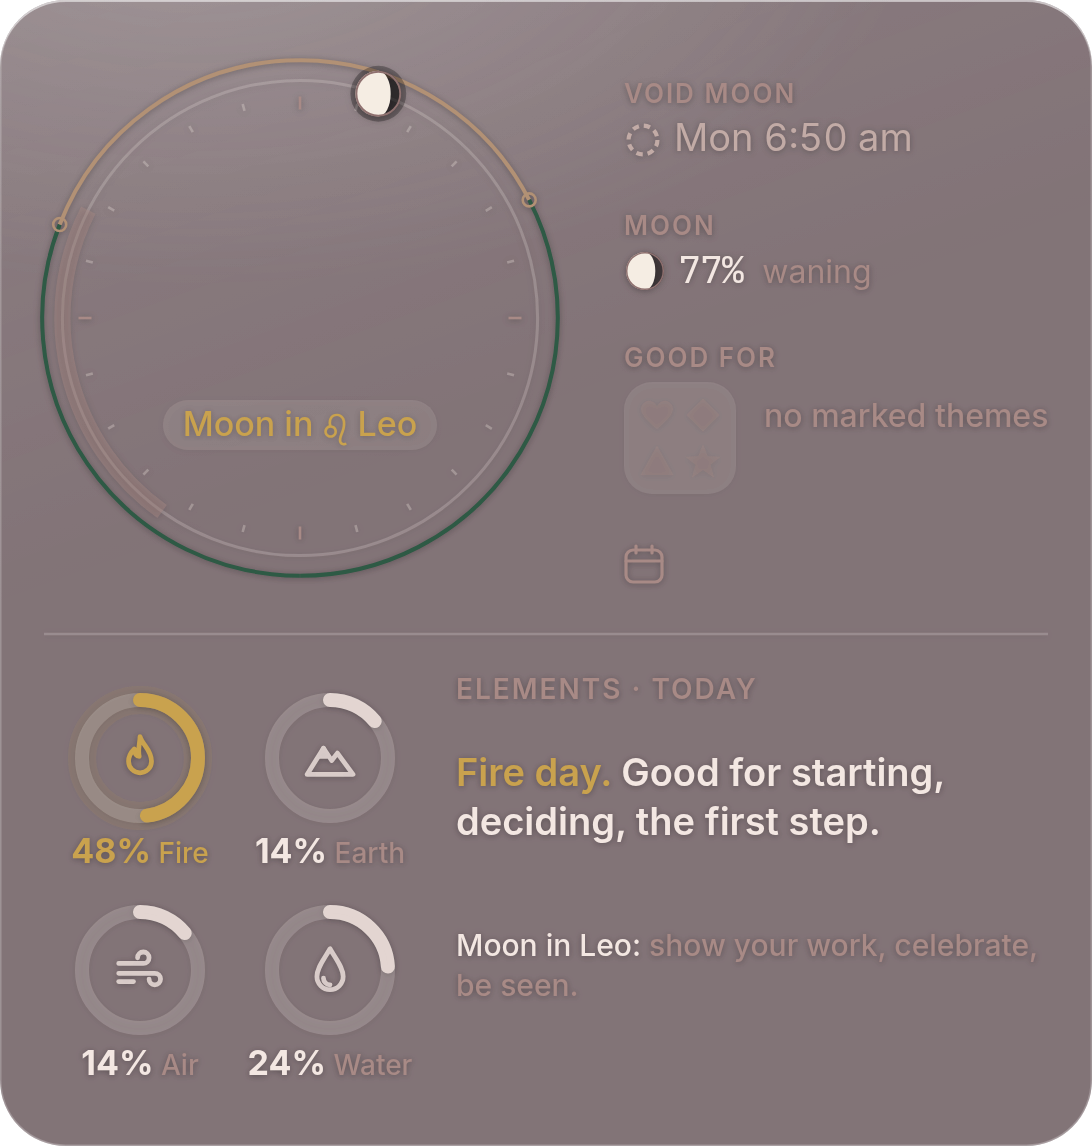 VOID MOON
Mon 6:50 am
MOON
77% waning
GOOD FOR
no marked themes
Moon in ♌ Leo
ELEMENTS · TODAY
Fire day. Good for starting,
deciding, the first step.
48% Fire
14% Earth
Moon in Leo: show your work, celebrate,
be seen.
14% Air
24% Water